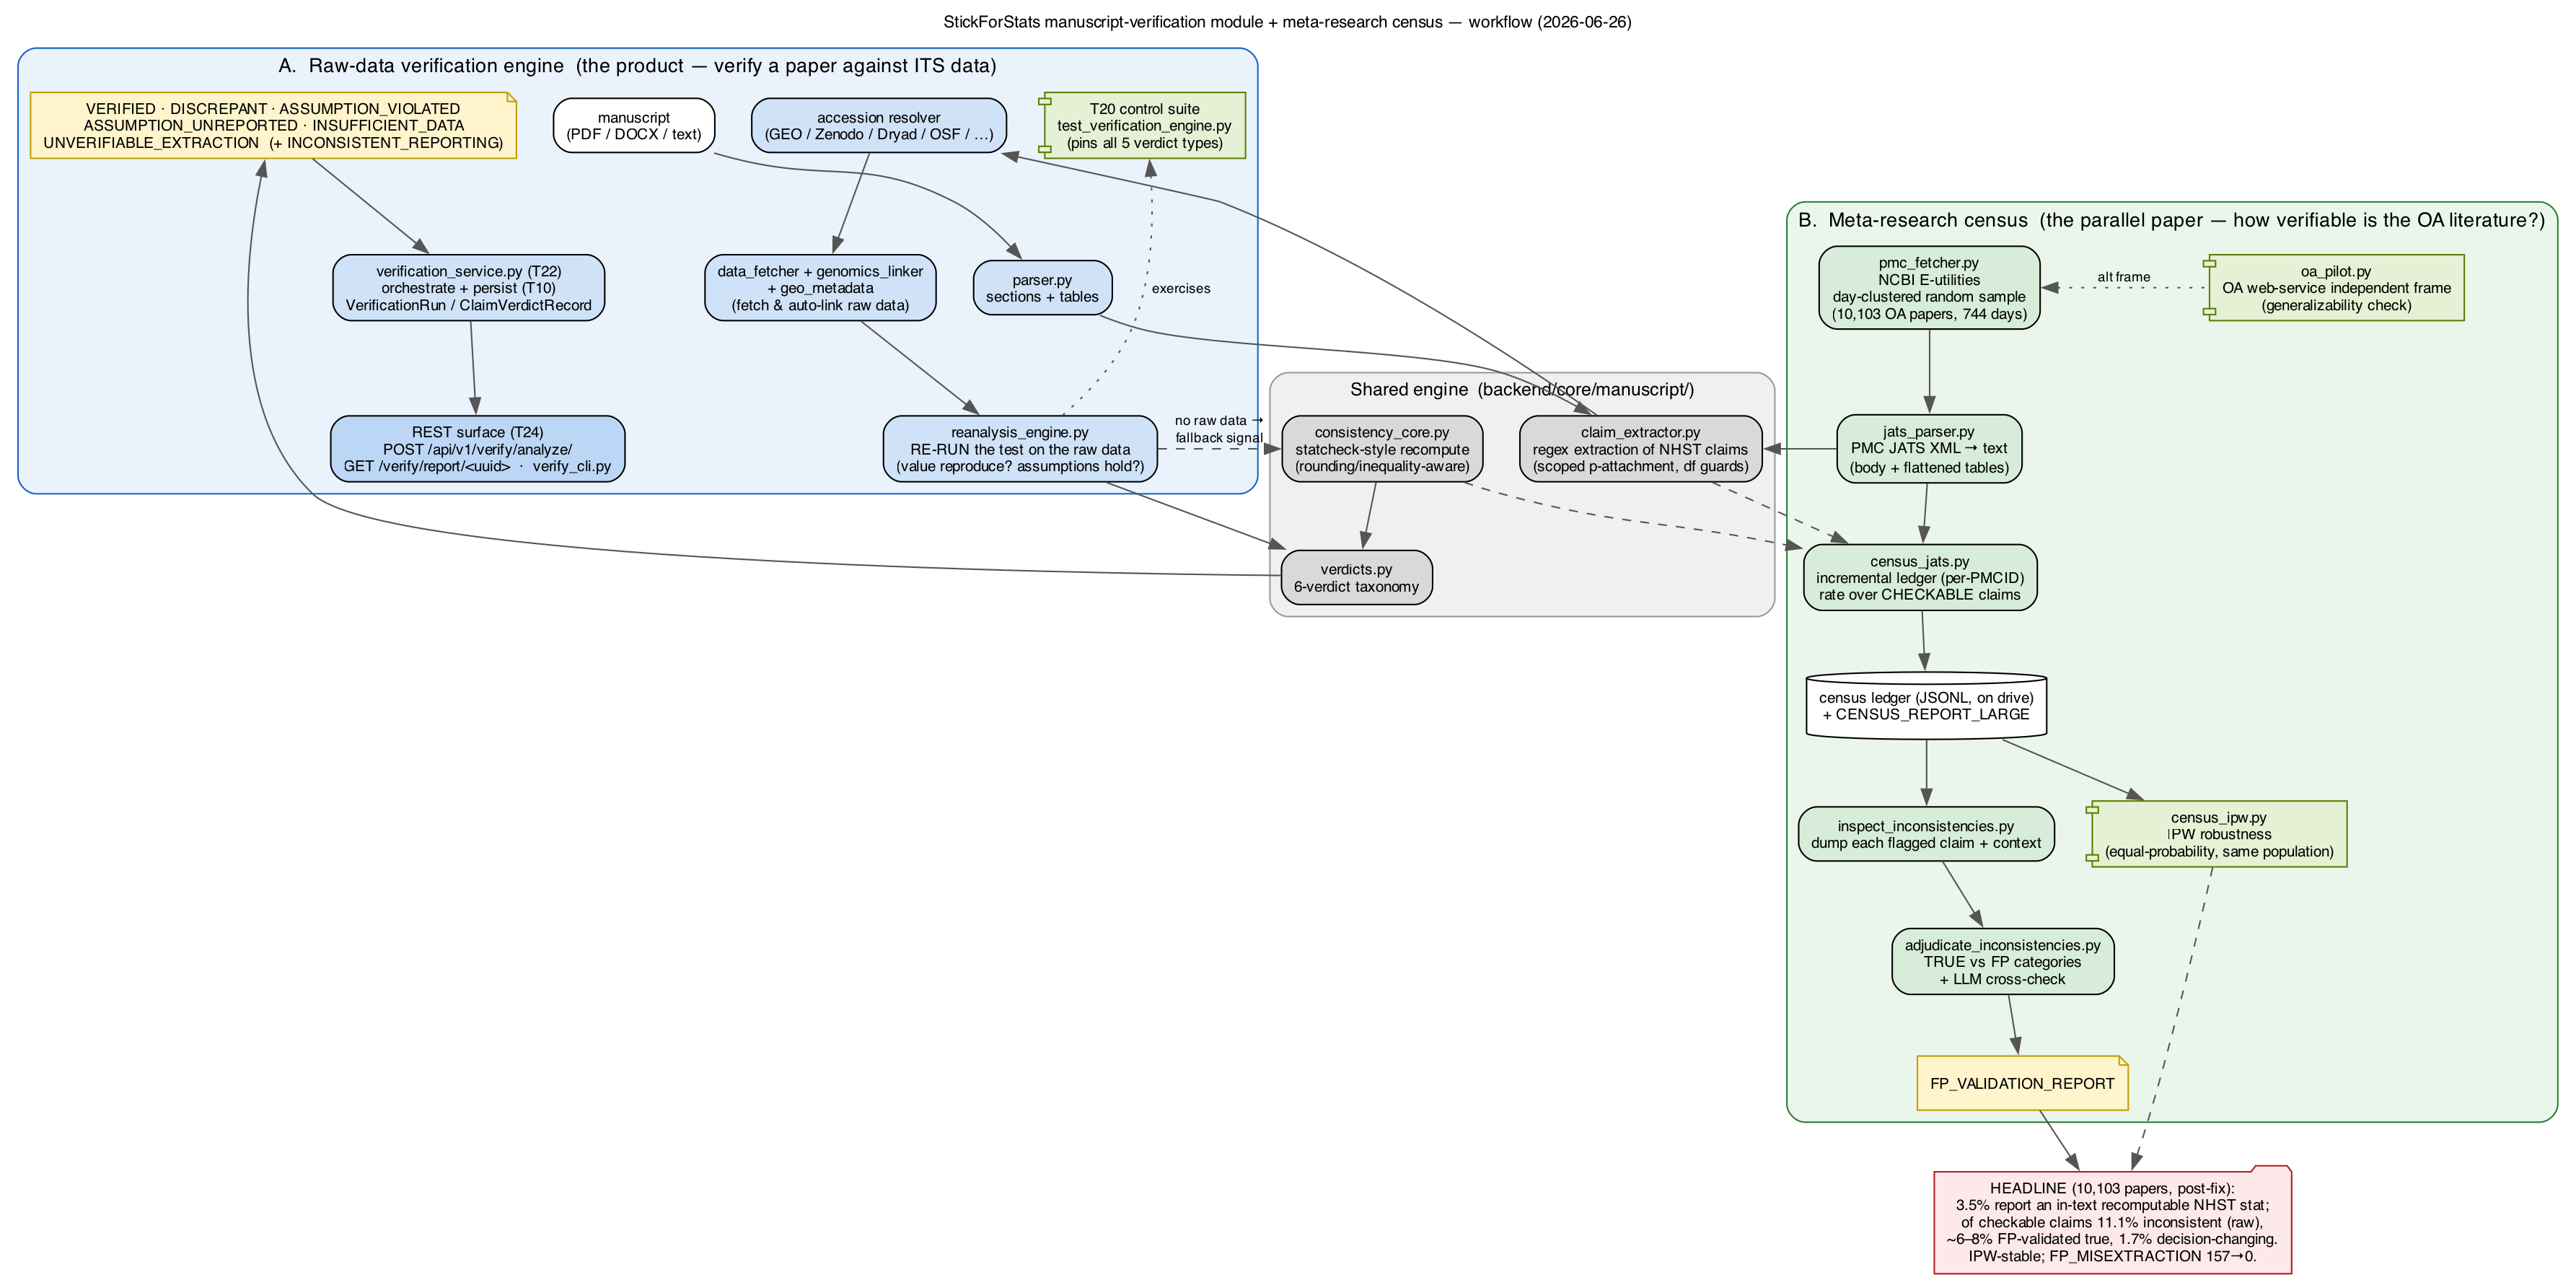 StickForStats manuscript-verification module + meta-research census — workflow (2026-06-26)
A.  Raw-data verification engine  (the product — verify a paper against ITS data)
VERIFIED · DISCREPANT · ASSUMPTION_VIOLATED
ASSUMPTION_UNREPORTED · INSUFFICIENT_DATA
UNVERIFIABLE_EXTRACTION  (+ INCONSISTENT_REPORTING)
manuscript
(PDF / DOCX / text)
accession resolver
(GEO / Zenodo / Dryad / OSF / …)
T20 control suite
test_verification_engine.py
(pins all 5 verdict types)
verification_service.py (T22)
orchestrate + persist (T10)
VerificationRun / ClaimVerdictRecord
data_fetcher + genomics_linker
+ geo_metadata
(fetch & auto-link raw data)
parser.py
sections + tables
exercises
REST surface (T24)
POST /api/v1/verify/analyze/
GET /verify/report/<uuid>  ·  verify_cli.py
reanalysis_engine.py
RE-RUN the test on the raw data
(value reproduce? assumptions hold?)
no raw data →
fallback signal
Shared engine  (backend/core/manuscript/)
consistency_core.py
statcheck-style recompute
(rounding/inequality-aware)
claim_extractor.py
regex extraction of NHST claims
(scoped p-attachment, df guards)
verdicts.py
6-verdict taxonomy
B.  Meta-research census  (the parallel paper — how verifiable is the OA literature?)
pmc_fetcher.py
NCBI E-utilities
day-clustered random sample
(10,103 OA papers, 744 days)
alt frame
oa_pilot.py
OA web-service independent frame
(generalizability check)
jats_parser.py
PMC JATS XML → text
(body + flattened tables)
census_jats.py
incremental ledger (per-PMCID)
rate over CHECKABLE claims
census ledger (JSONL, on drive)
+ CENSUS_REPORT_LARGE
inspect_inconsistencies.py
dump each flagged claim + context
census_ipw.py
IPW robustness
(equal-probability, same population)
adjudicate_inconsistencies.py
TRUE vs FP categories
+ LLM cross-check
FP_VALIDATION_REPORT
HEADLINE (10,103 papers, post-fix):
3.5% report an in-text recomputable NHST stat;
of checkable claims 11.1% inconsistent (raw),
~6–8% FP-validated true, 1.7% decision-changing.
IPW-stable; FP_MISEXTRACTION 157→0.